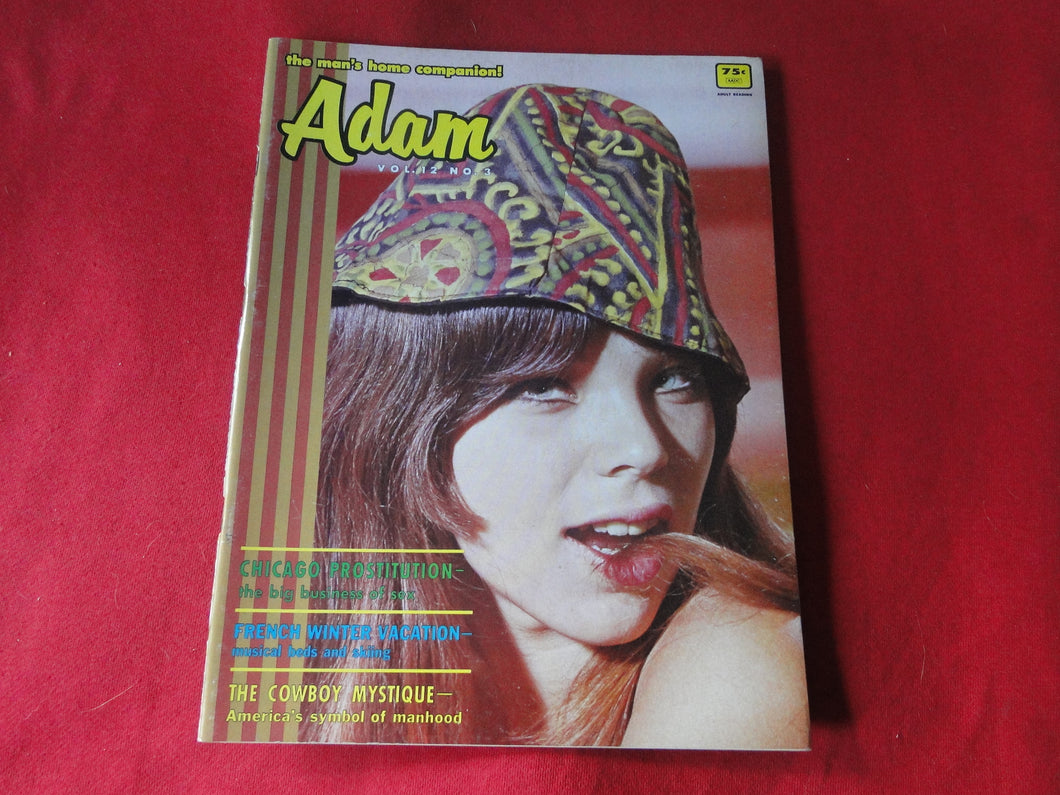 the man's home companion!
Adam
VOL. 12 NO. 3
75¢
ADULT READING
CHICAGO PROSTITUTION—
the big business of sex
FRENCH WINTER VACATION—
musical beds and skiing
THE COWBOY MYSTIQUE—
America's symbol of manhood